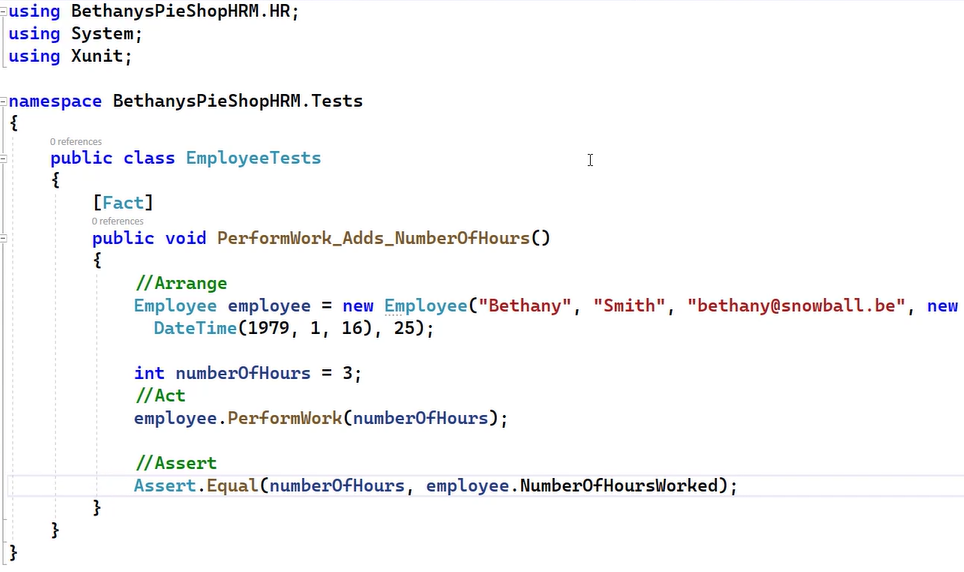 using BethanysPieShopHRM.HR;
using System;
using Xunit;
namespace BethanysPieShopHRM.Tests
{
0 references
public class EmployeeTests
{
[Fact]
0 references
public void PerformWork_Adds_NumberOfHours()
{
//Arrange
Employee employee = new Employee("Bethany", "Smith", "bethany@snowball.be", new
DateTime(1979, 1, 16), 25);
int numberOfHours = 3;
//Act
employee.PerformWork(numberOfHours);
//Assert
Assert.Equal(numberOfHours, employee.NumberOfHoursWorked);
}
}
}